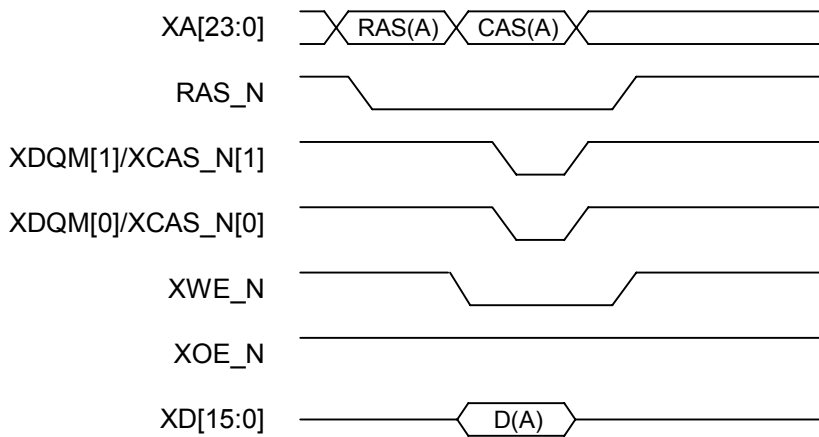 XA[23:0] RAS(A) CAS(A)
RAS_N
XDQM[1]/XCAS_N[1]
XDQM[0]/XCAS_N[0]
XWE_N
XOE_N
XD[15:0] D(A)